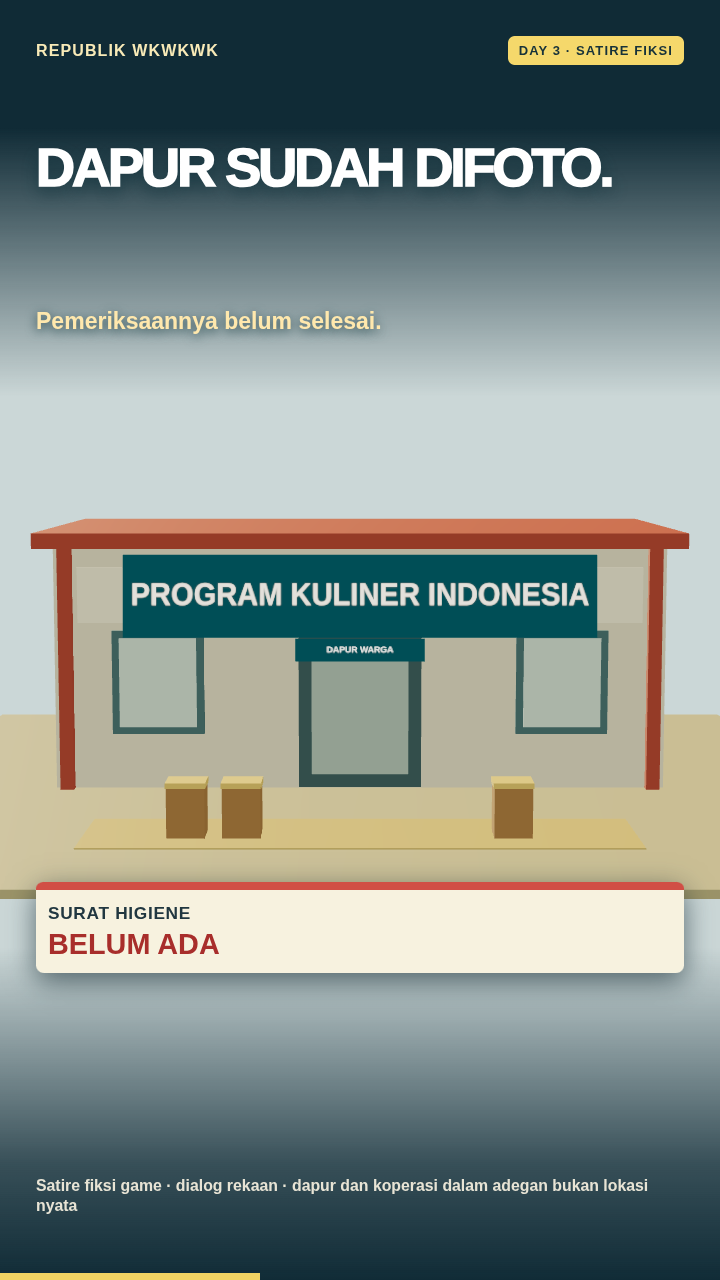 REPUBLIK WKWKWK
DAY 3 · SATIRE FIKSI
DAPUR SUDAH DIFOTO.
Pemeriksaannya belum selesai.
PROGRAM KULINER INDONESIA
DAPUR WARGA
SURAT HIGIENE
BELUM ADA
Satire fiksi game · dialog rekaan · dapur dan koperasi dalam adegan bukan lokasi
nyata